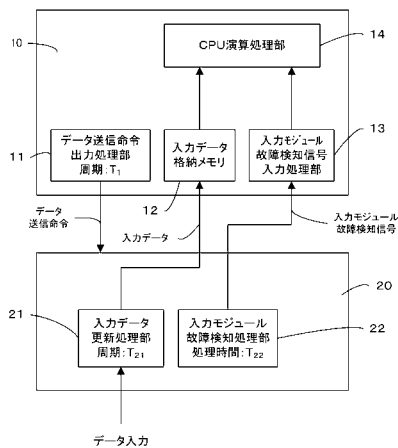 10
CPU演算処理部
14
11
データ送信命令
出力処理部
周期:T₁
入力データ
格納メモリ
12
入力モジュール
故障検知信号
入力処理部
13
データ
送信命令
入力データ
入力モジュール
故障検知信号
20
21
入力データ
更新処理部
周期:T₂₁
入力モジュール
故障検知処理部
処理時間:T₂₂
22
データ入力